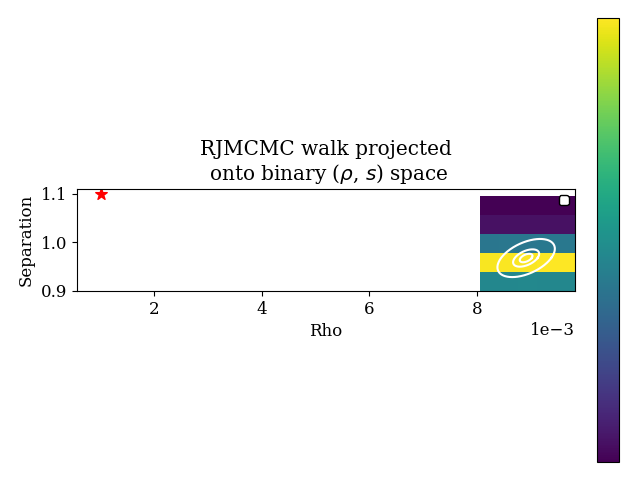 RJMCMC walk projected
onto binary (ρ, s) space
Separation
1.1
1.0
0.9
2 4 6 8
1e−3
Rho